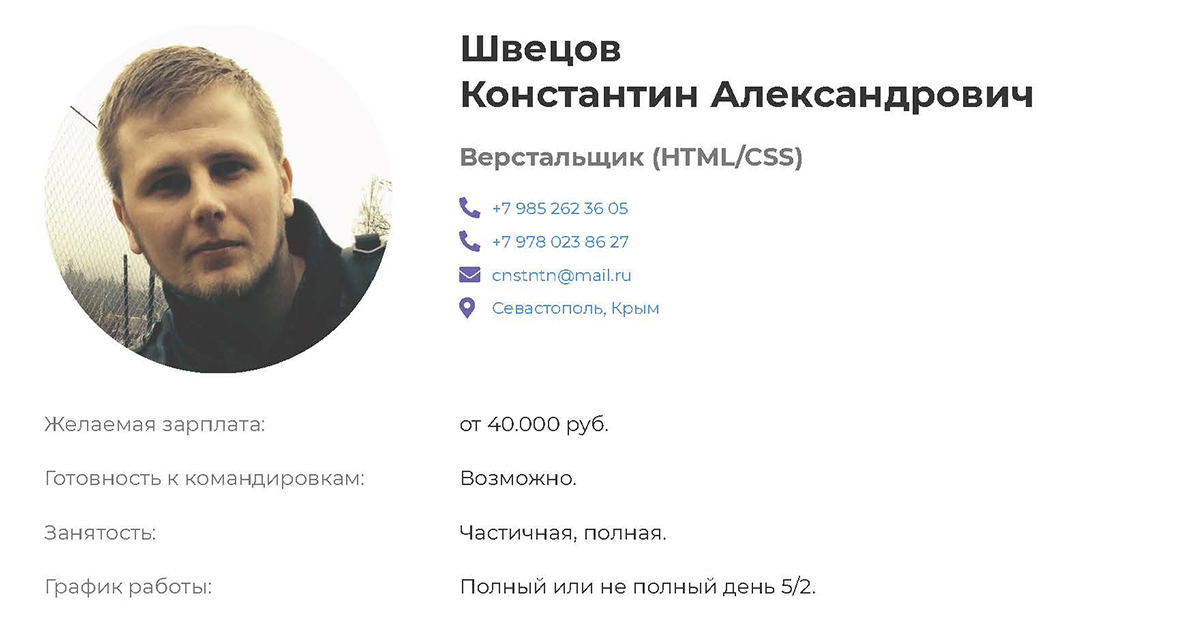 Швецов
Константин Александрович
Верстальщик (HTML/CSS)
+7 985 262 36 05
+7 978 023 86 27
cnstntn@mail.ru
Севастополь, Крым
Желаемая зарплата: от 40.000 руб.
Готовность к командировкам: Возможно.
Занятость: Частичная, полная.
График работы: Полный или не полный день 5/2.